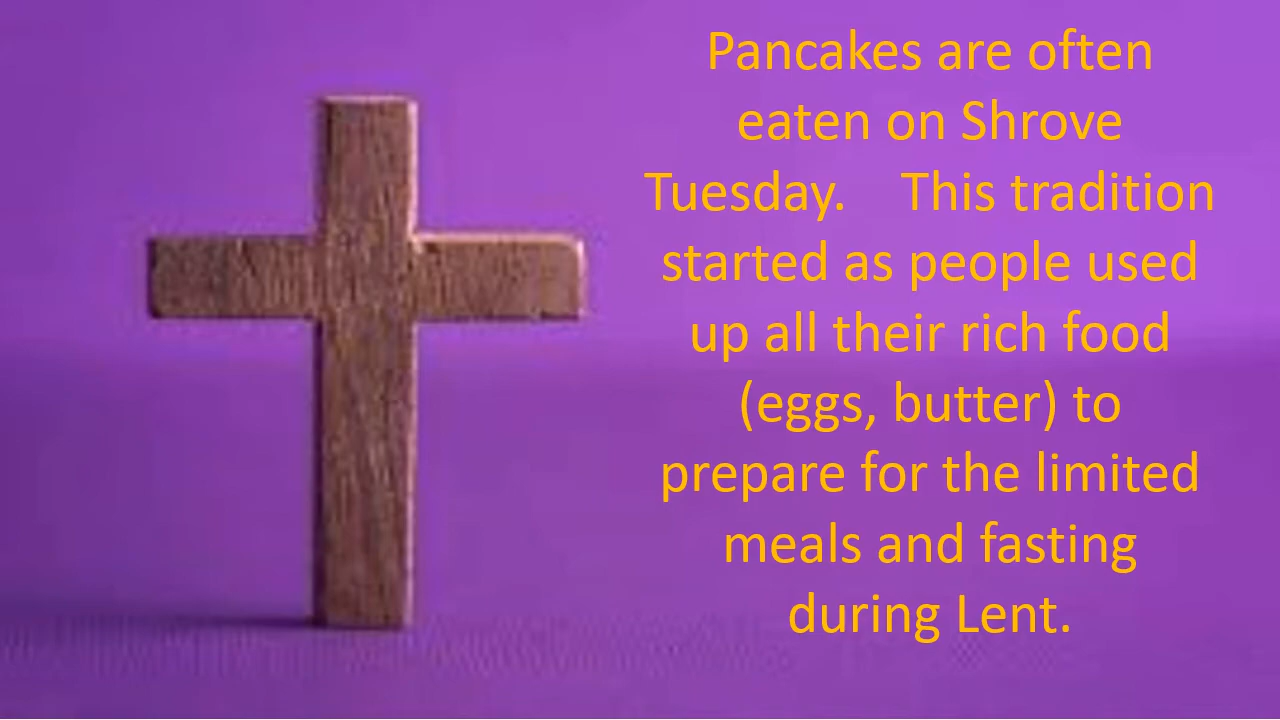 Pancakes are often
eaten on Shrove
Tuesday.    This tradition
started as people used
up all their rich food
(eggs, butter) to
prepare for the limited
meals and fasting
during Lent.